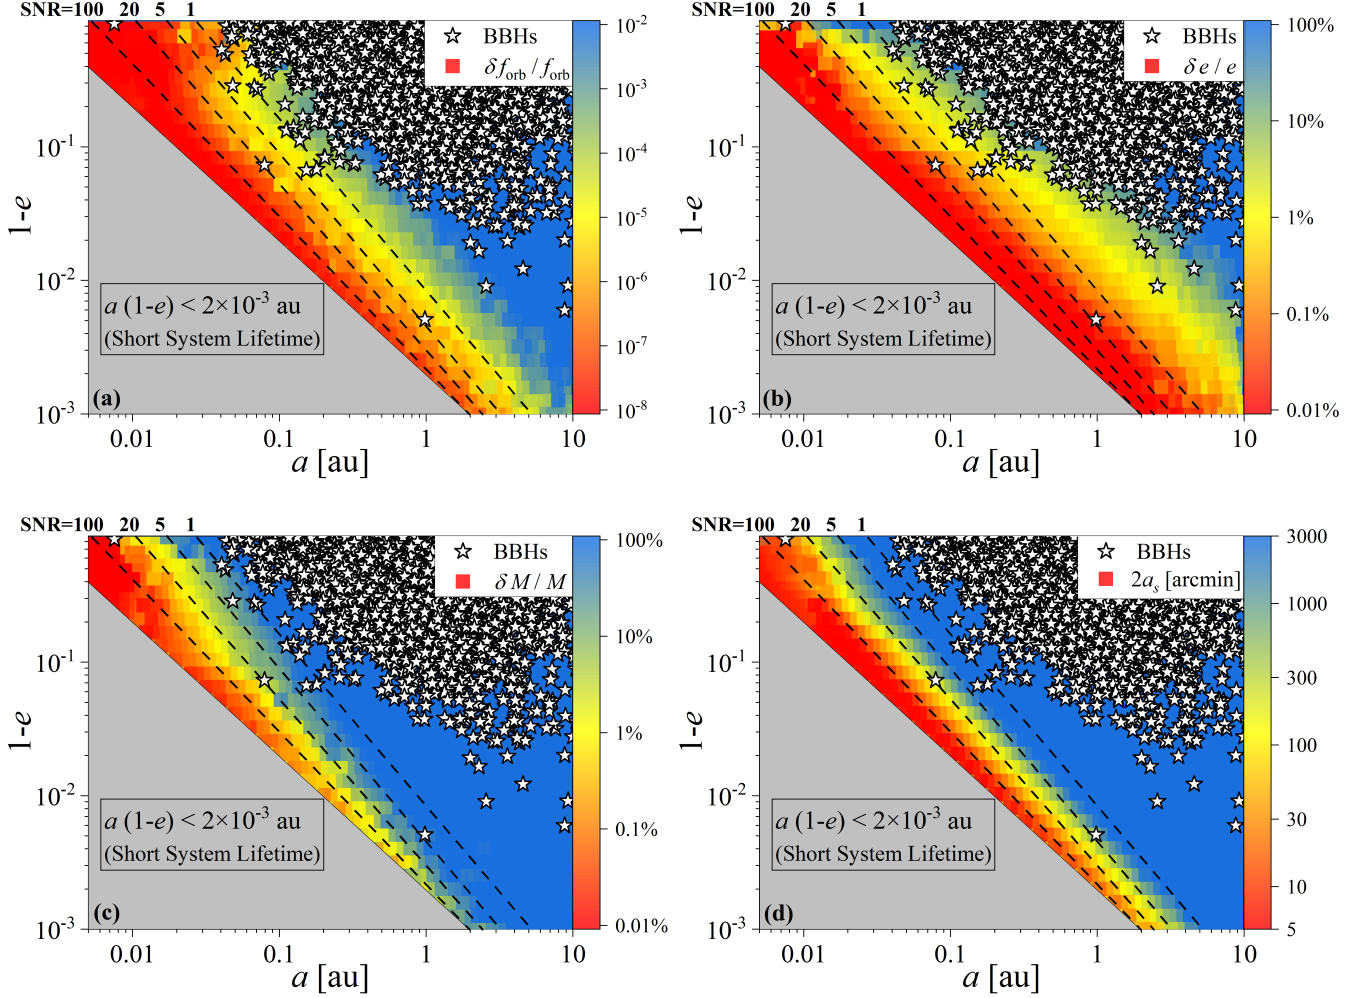 SNR=100 20 5 1
BBHs
δf_orb / f_orb
10^-2
10^-3
10^-4
10^-5
10^-6
10^-7
10^-8
10^-1
10^-2
10^-3
1-e
a (1-e) < 2×10^-3 au
(Short System Lifetime)
(a)
0.01 0.1 1 10
a [au]
SNR=100 20 5 1
BBHs
δe / e
100%
10%
1%
0.1%
0.01%
10^-1
10^-2
10^-3
1-e
a (1-e) < 2×10^-3 au
(Short System Lifetime)
(b)
0.01 0.1 1 10
a [au]
SNR=100 20 5 1
BBHs
δM / M
100%
10%
1%
0.1%
0.01%
10^-1
10^-2
10^-3
1-e
a (1-e) < 2×10^-3 au
(Short System Lifetime)
(c)
0.01 0.1 1 10
a [au]
SNR=100 20 5 1
BBHs
2a_s [arcmin]
3000
1000
300
100
30
10
5
10^-1
10^-2
10^-3
1-e
a (1-e) < 2×10^-3 au
(Short System Lifetime)
(d)
0.01 0.1 1 10
a [au]